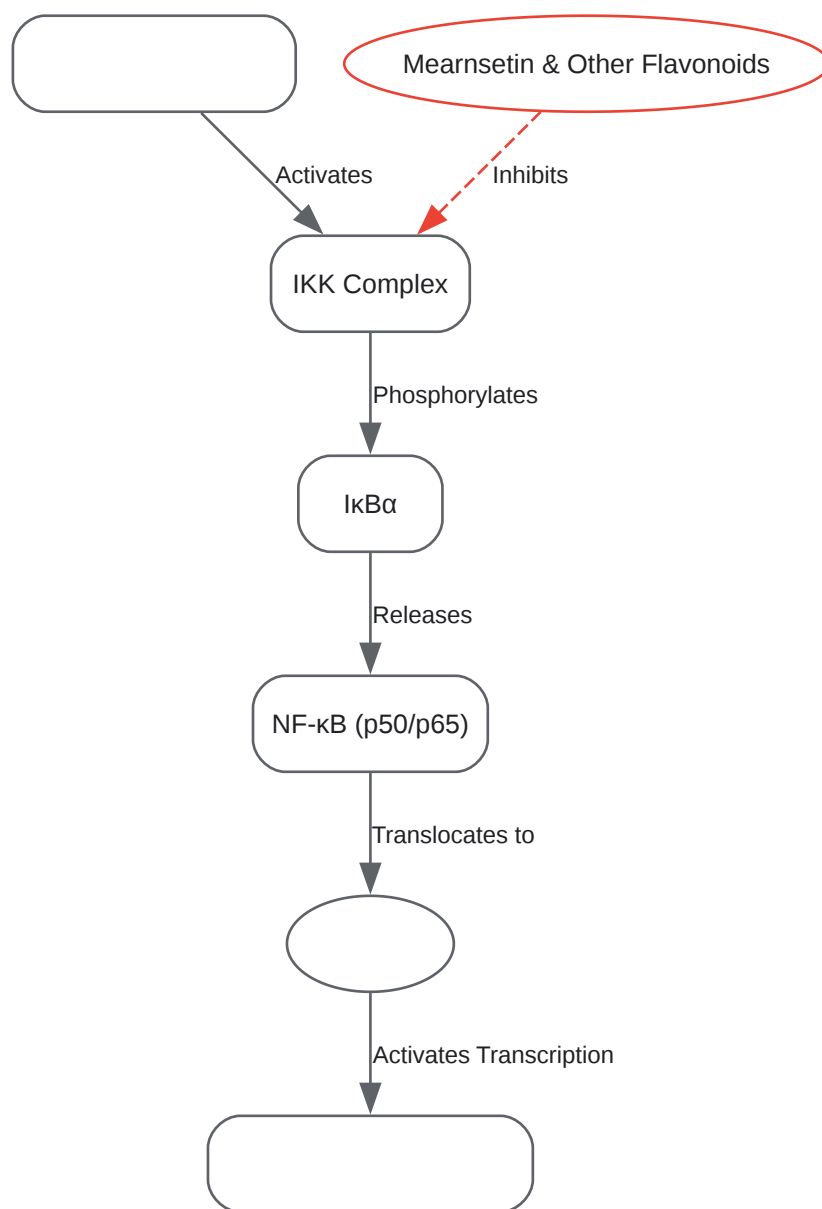 Mearnsetin & Other Flavonoids
Activates
Inhibits
IKK Complex
Phosphorylates
IκBα
Releases
NF-κB (p50/p65)
Translocates to
Activates Transcription